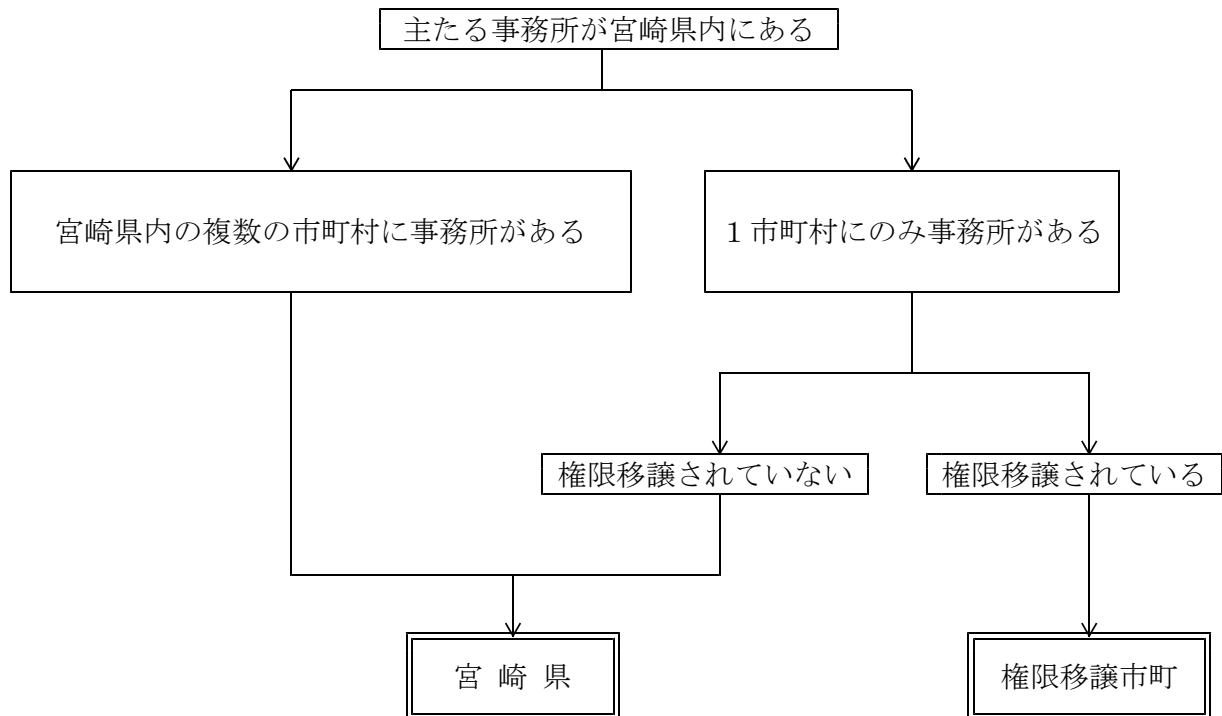 主たる事務所が宮崎県内にある
宮崎県内の複数の市町村に事務所がある
1市町村にのみ事務所がある
権限移譲されていない
権限移譲されている
宮 崎 県
権限移譲市町